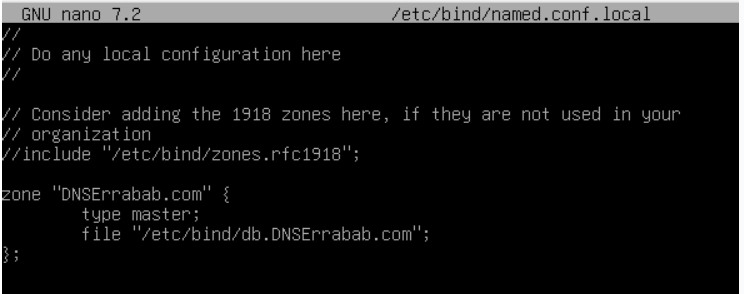 GNU nano 7.2 /etc/bind/named.conf.local
//
// Do any local configuration here
//
// Consider adding the 1918 zones here, if they are not used in your
// organization
//include "/etc/bind/zones.rfc1918";
zone "DNSErrabab.com" {
type master;
file "/etc/bind/db.DNSErrabab.com";
};